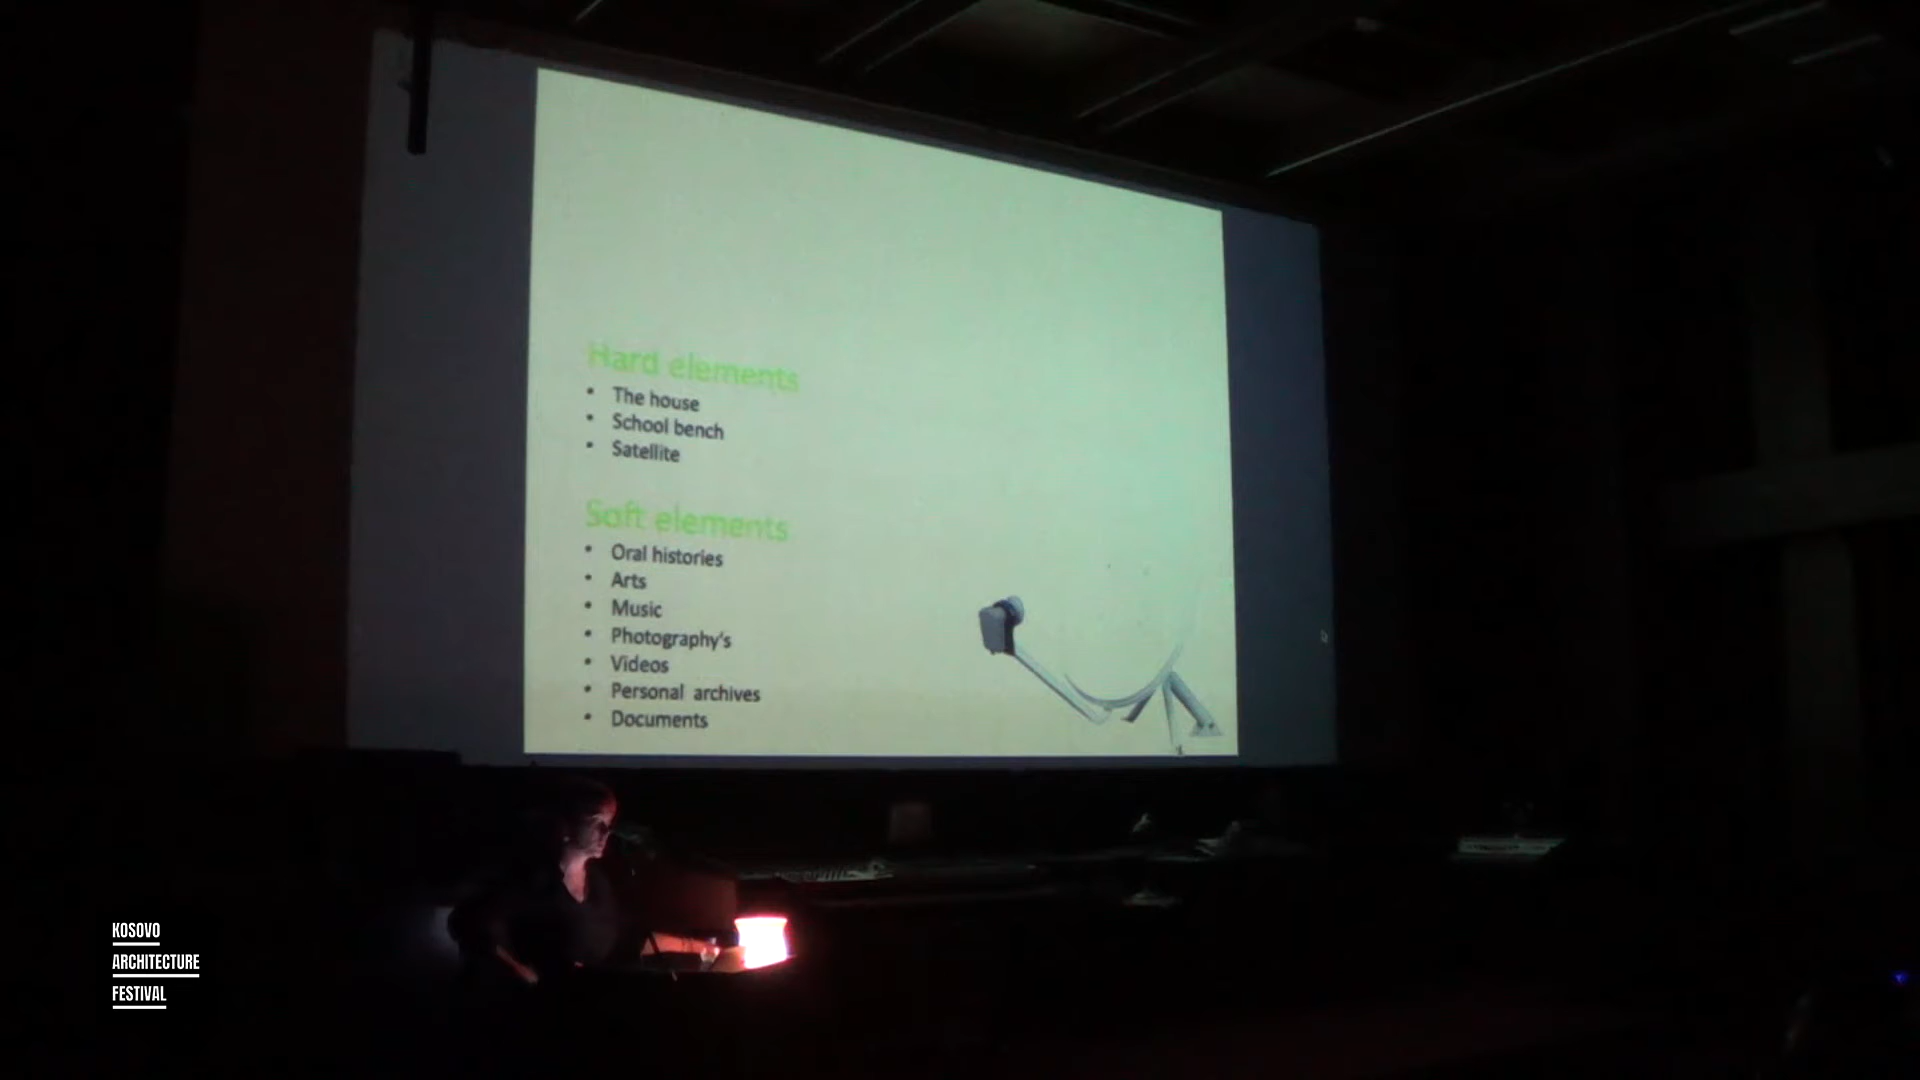 Hard elements
• The house
• School bench
• Satellite
Soft elements
• Oral histories
• Arts
• Music
• Photography's
• Videos
• Personal archives
• Documents
KOSOVO
ARCHITECTURE
FESTIVAL